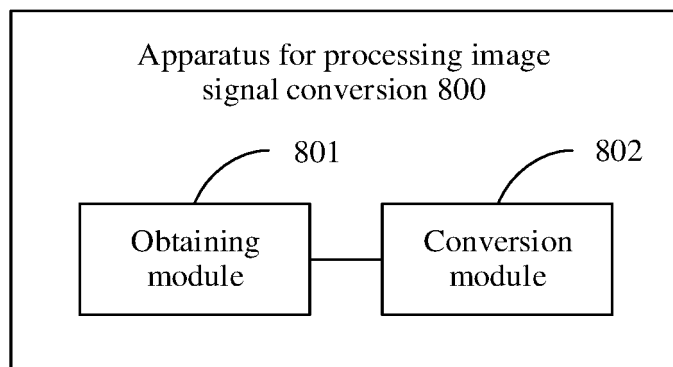 Apparatus for processing image
signal conversion 800
801
802
Obtaining
module
Conversion
module